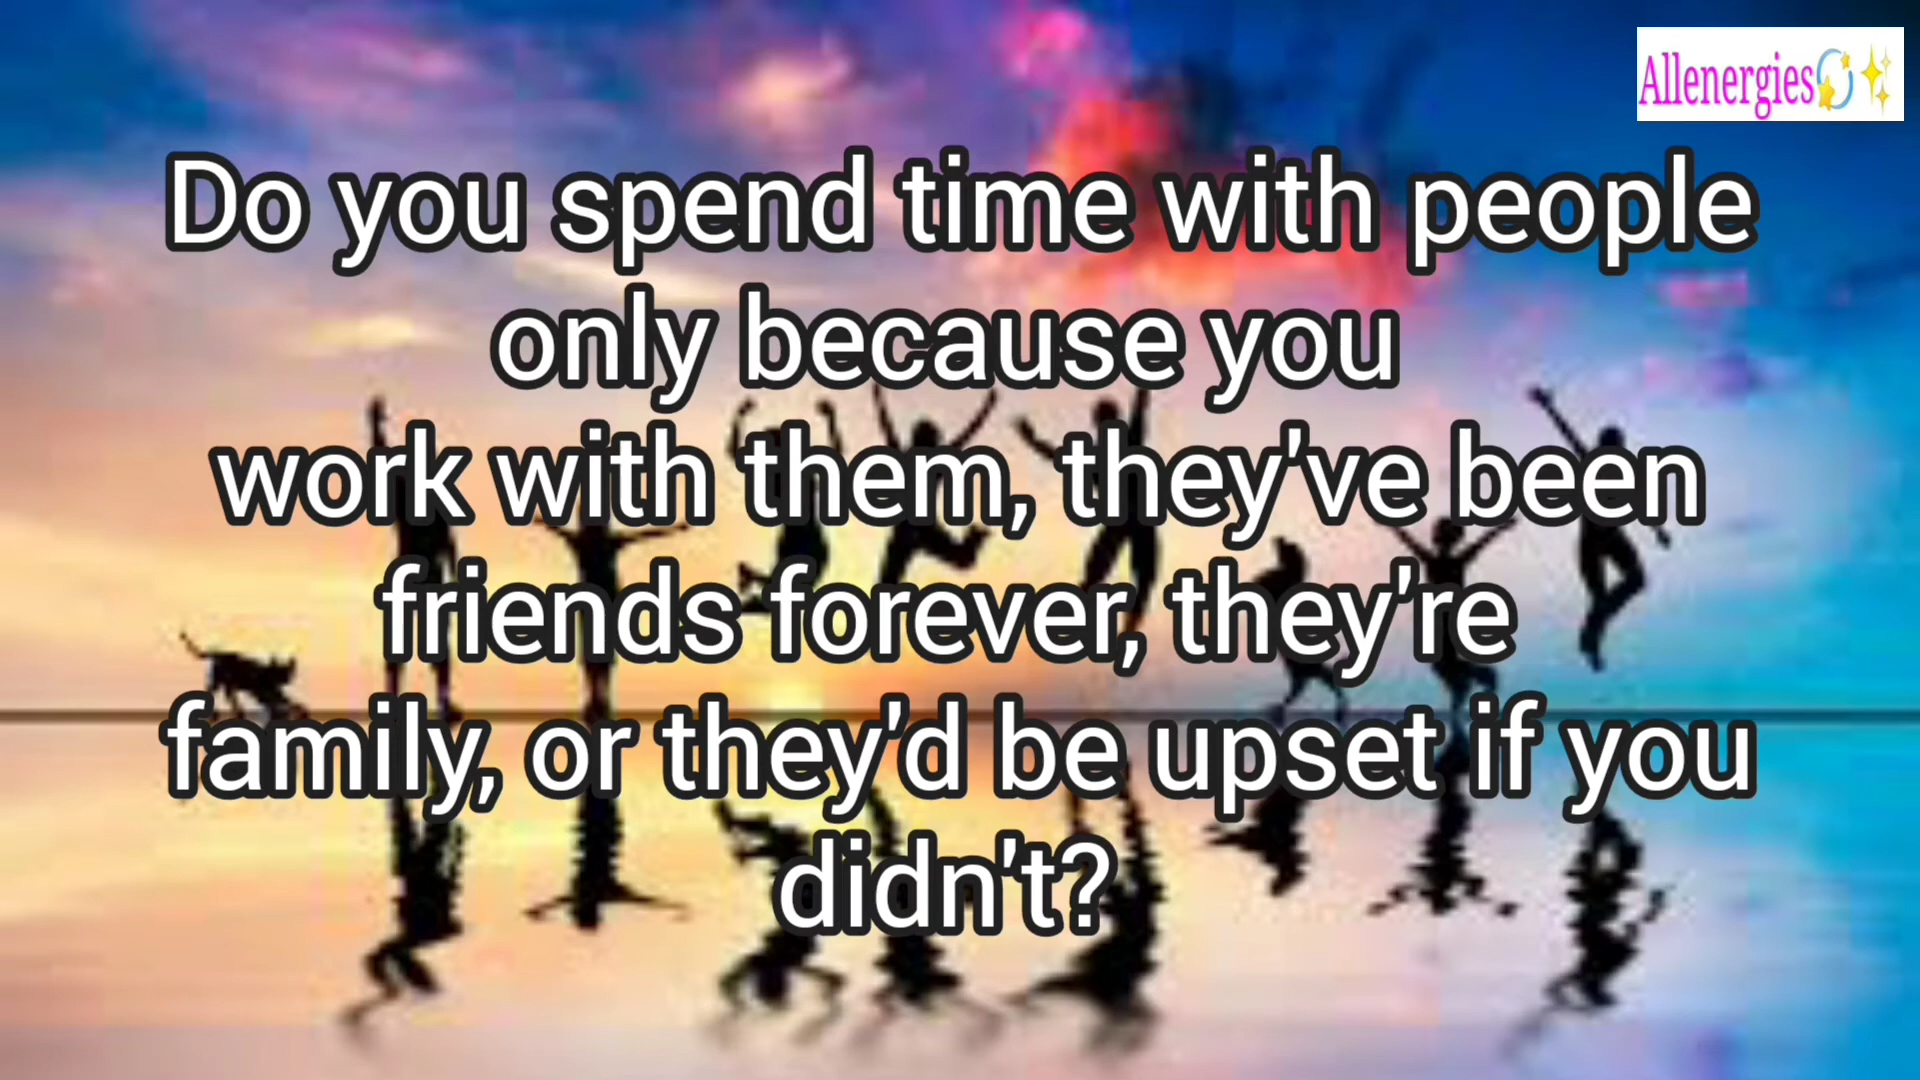 Allenergies
Do you spend time with people
only because you
work with them, they've been
friends forever, they're
family, or they'd be upset if you
didn't?